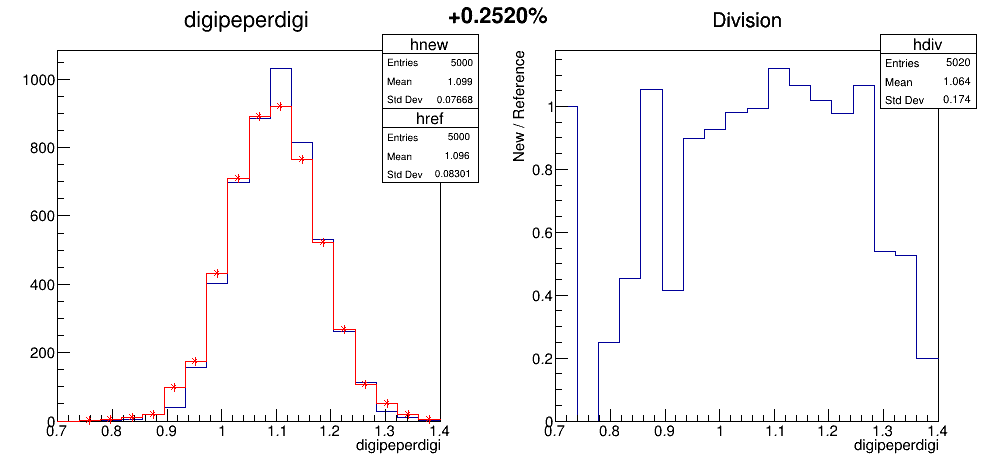 digipeperdigi
+0.2520%
Division
hnew
Entries 5000
Mean 1.099
Std Dev 0.07668
href
Entries 5000
Mean 1.096
Std Dev 0.08301
1000
800
600
400
200
0
0.7 0.8 0.9 1 1.1 1.2 1.3 1.4
digipeperdigi
hdiv
Entries 5020
Mean 1.064
Std Dev 0.174
New / Reference
1
0.8
0.6
0.4
0.2
0
0.7 0.8 0.9 1 1.1 1.2 1.3 1.4
digipeperdigi